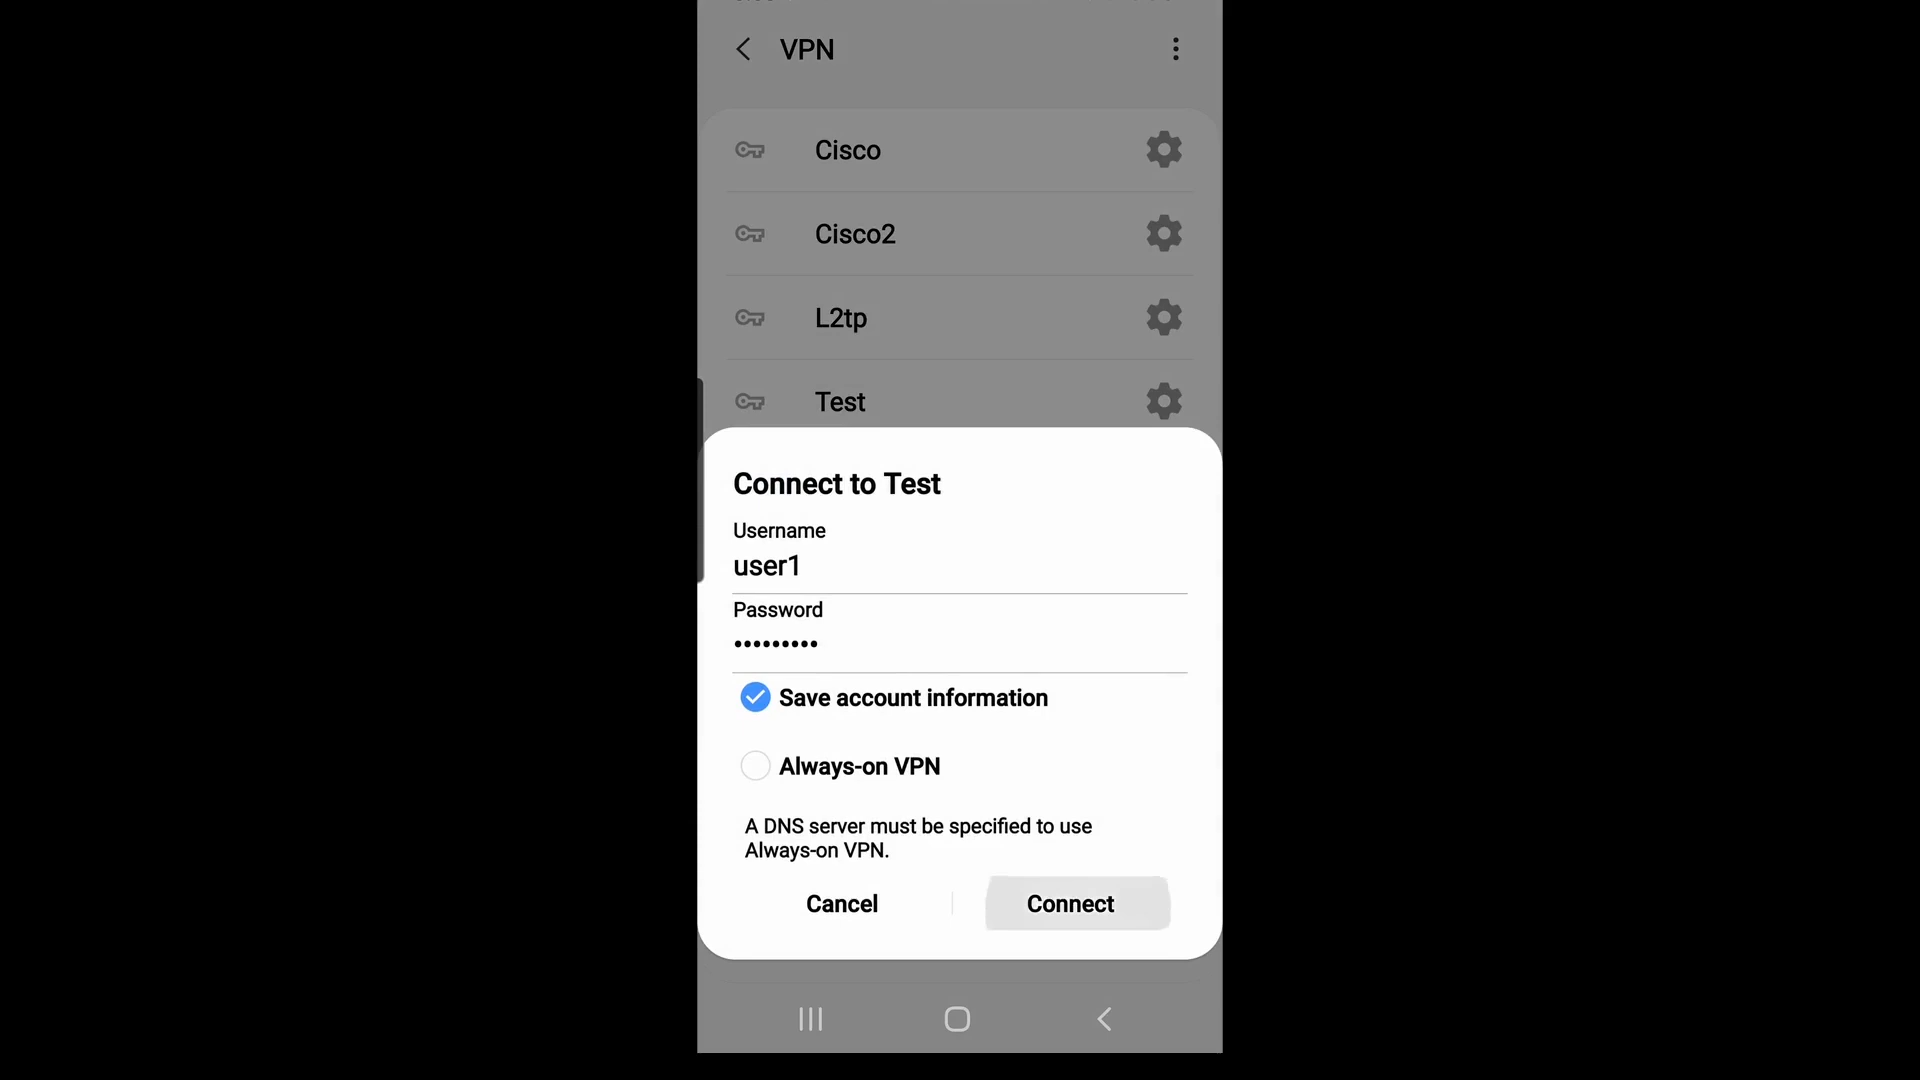 VPN
Cisco
Cisco2
L2tp
Test
Connect to Test
Username
user1
Password
•••••••••
Save account information
Always-on VPN
A DNS server must be specified to use
Always-on VPN.
Cancel
Connect